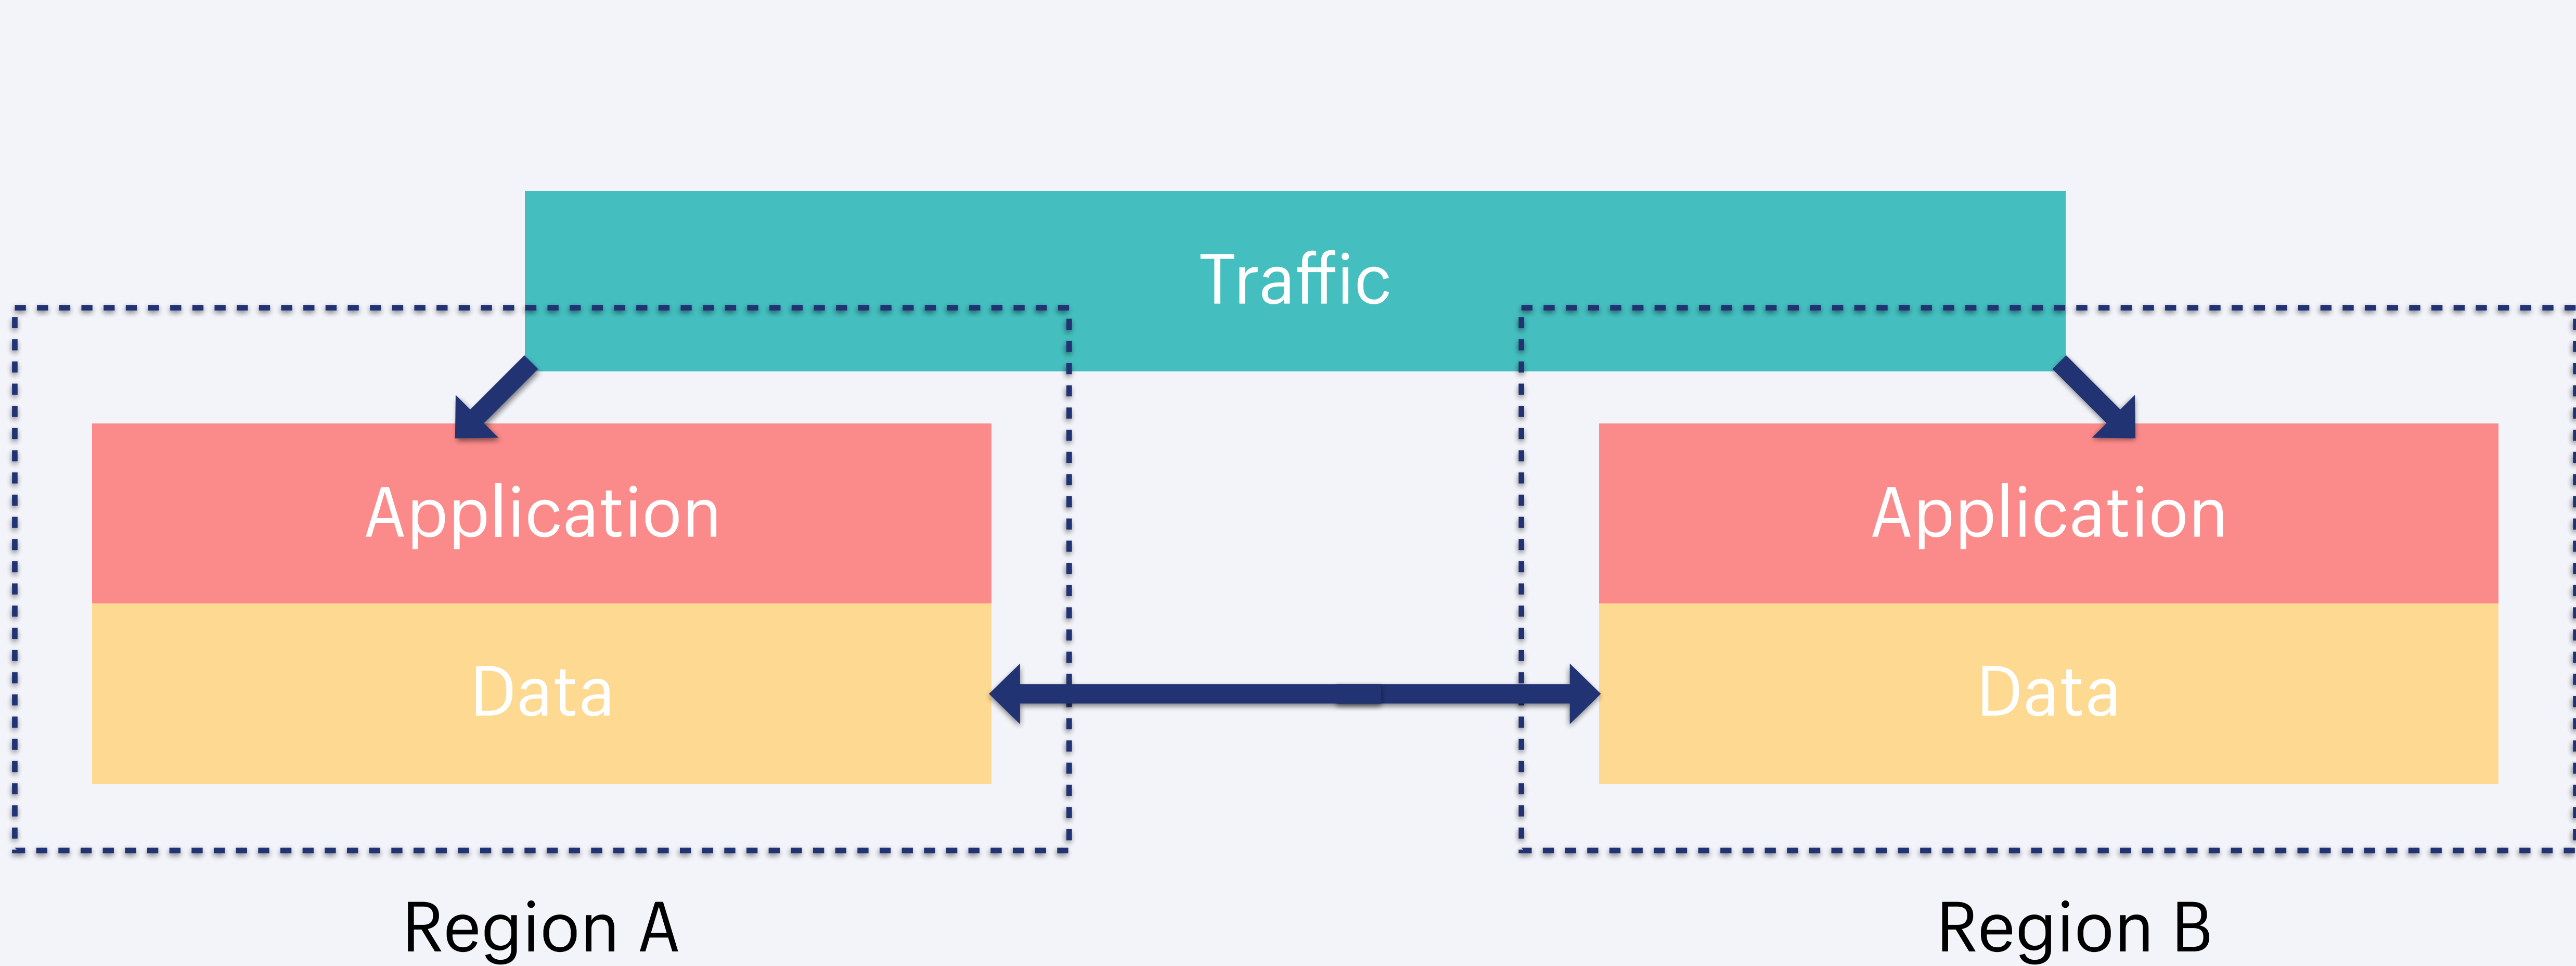 Traffic
Application
Application
Data
Data
Region A
Region B